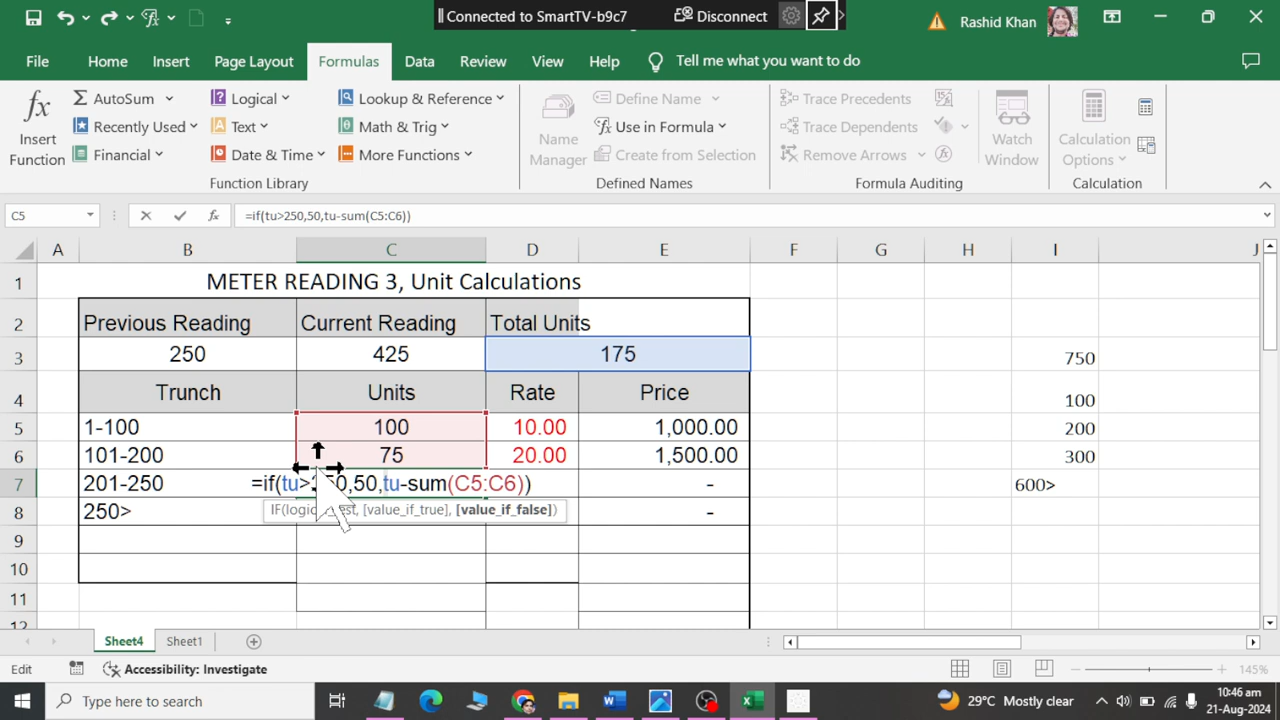 Connected to SmartTV-b9c7 Disconnect
Rashid Khan
File Home Insert Page Layout Formulas Data Review View Help Tell me what you want to do
fx Insert Function
AutoSum
Recently Used
Financial
Logical
Text
Date & Time
Lookup & Reference
Math & Trig
More Functions
Function Library
Name Manager
Define Name
Use in Formula
Create from Selection
Defined Names
Trace Precedents
Trace Dependents
Remove Arrows
Watch Window
Formula Auditing
Calculation Options
Calculation
C5 fx =if(tu>250,50,tu-sum(C5:C6))
A B C D E F G H I J
1 METER READING 3, Unit Calculations
2 Previous Reading Current Reading Total Units
3 250 425 175 750
4 Trunch Units Rate Price 100
5 1-100 100 10.00 1,000.00 200
6 101-200 75 20.00 1,500.00 300
7 201-250 =if(tu>250,50,tu-sum(C5:C6)) - 600>
8 250> -
IF(logic st, [value_if_true], [value_if_false])
9
10
11
12
Sheet4 Sheet1
Edit Accessibility: Investigate 145%
Type here to search
29°C Mostly clear
10:46 am
21-Aug-2024